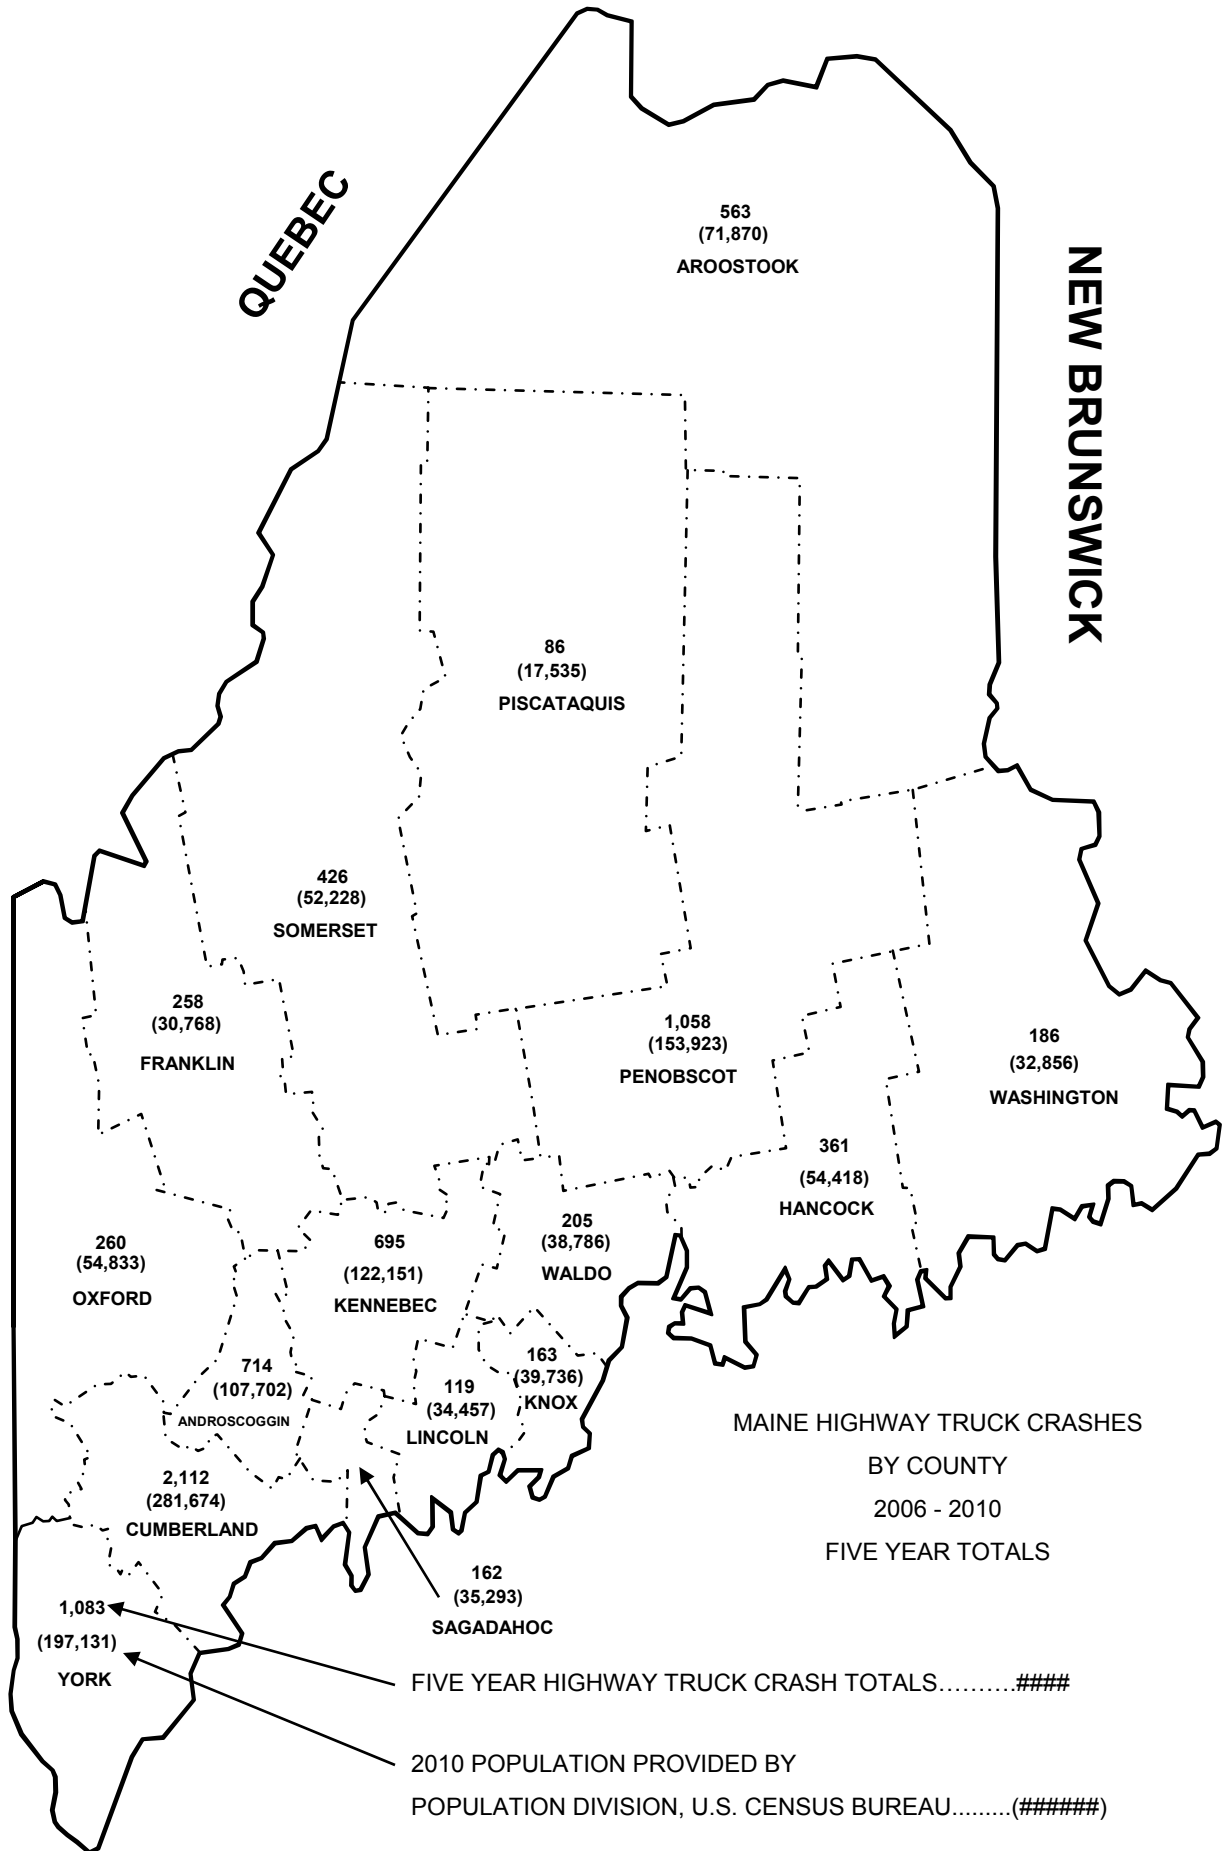 QUEBEC
NEW BRUNSWICK
563
(71,870)
AROOSTOOK
86
(17,535)
PISCATAQUIS
426
(52,228)
SOMERSET
258
(30,768)
FRANKLIN
1,058
(153,923)
PENOBSCOT
186
(32,856)
WASHINGTON
361
(54,418)
HANCOCK
205
(38,786)
WALDO
260
(54,833)
OXFORD
695
(122,151)
KENNEBEC
714
(107,702)
ANDROSCOGGIN
119
(34,457)
LINCOLN
163
(39,736)
KNOX
2,112
(281,674)
CUMBERLAND
162
(35,293)
SAGADAHOC
1,083
(197,131)
YORK
MAINE HIGHWAY TRUCK CRASHES
BY COUNTY
2006 - 2010
FIVE YEAR TOTALS
FIVE YEAR HIGHWAY TRUCK CRASH TOTALS……….####
2010 POPULATION PROVIDED BY
POPULATION DIVISION, U.S. CENSUS BUREAU.........(######)